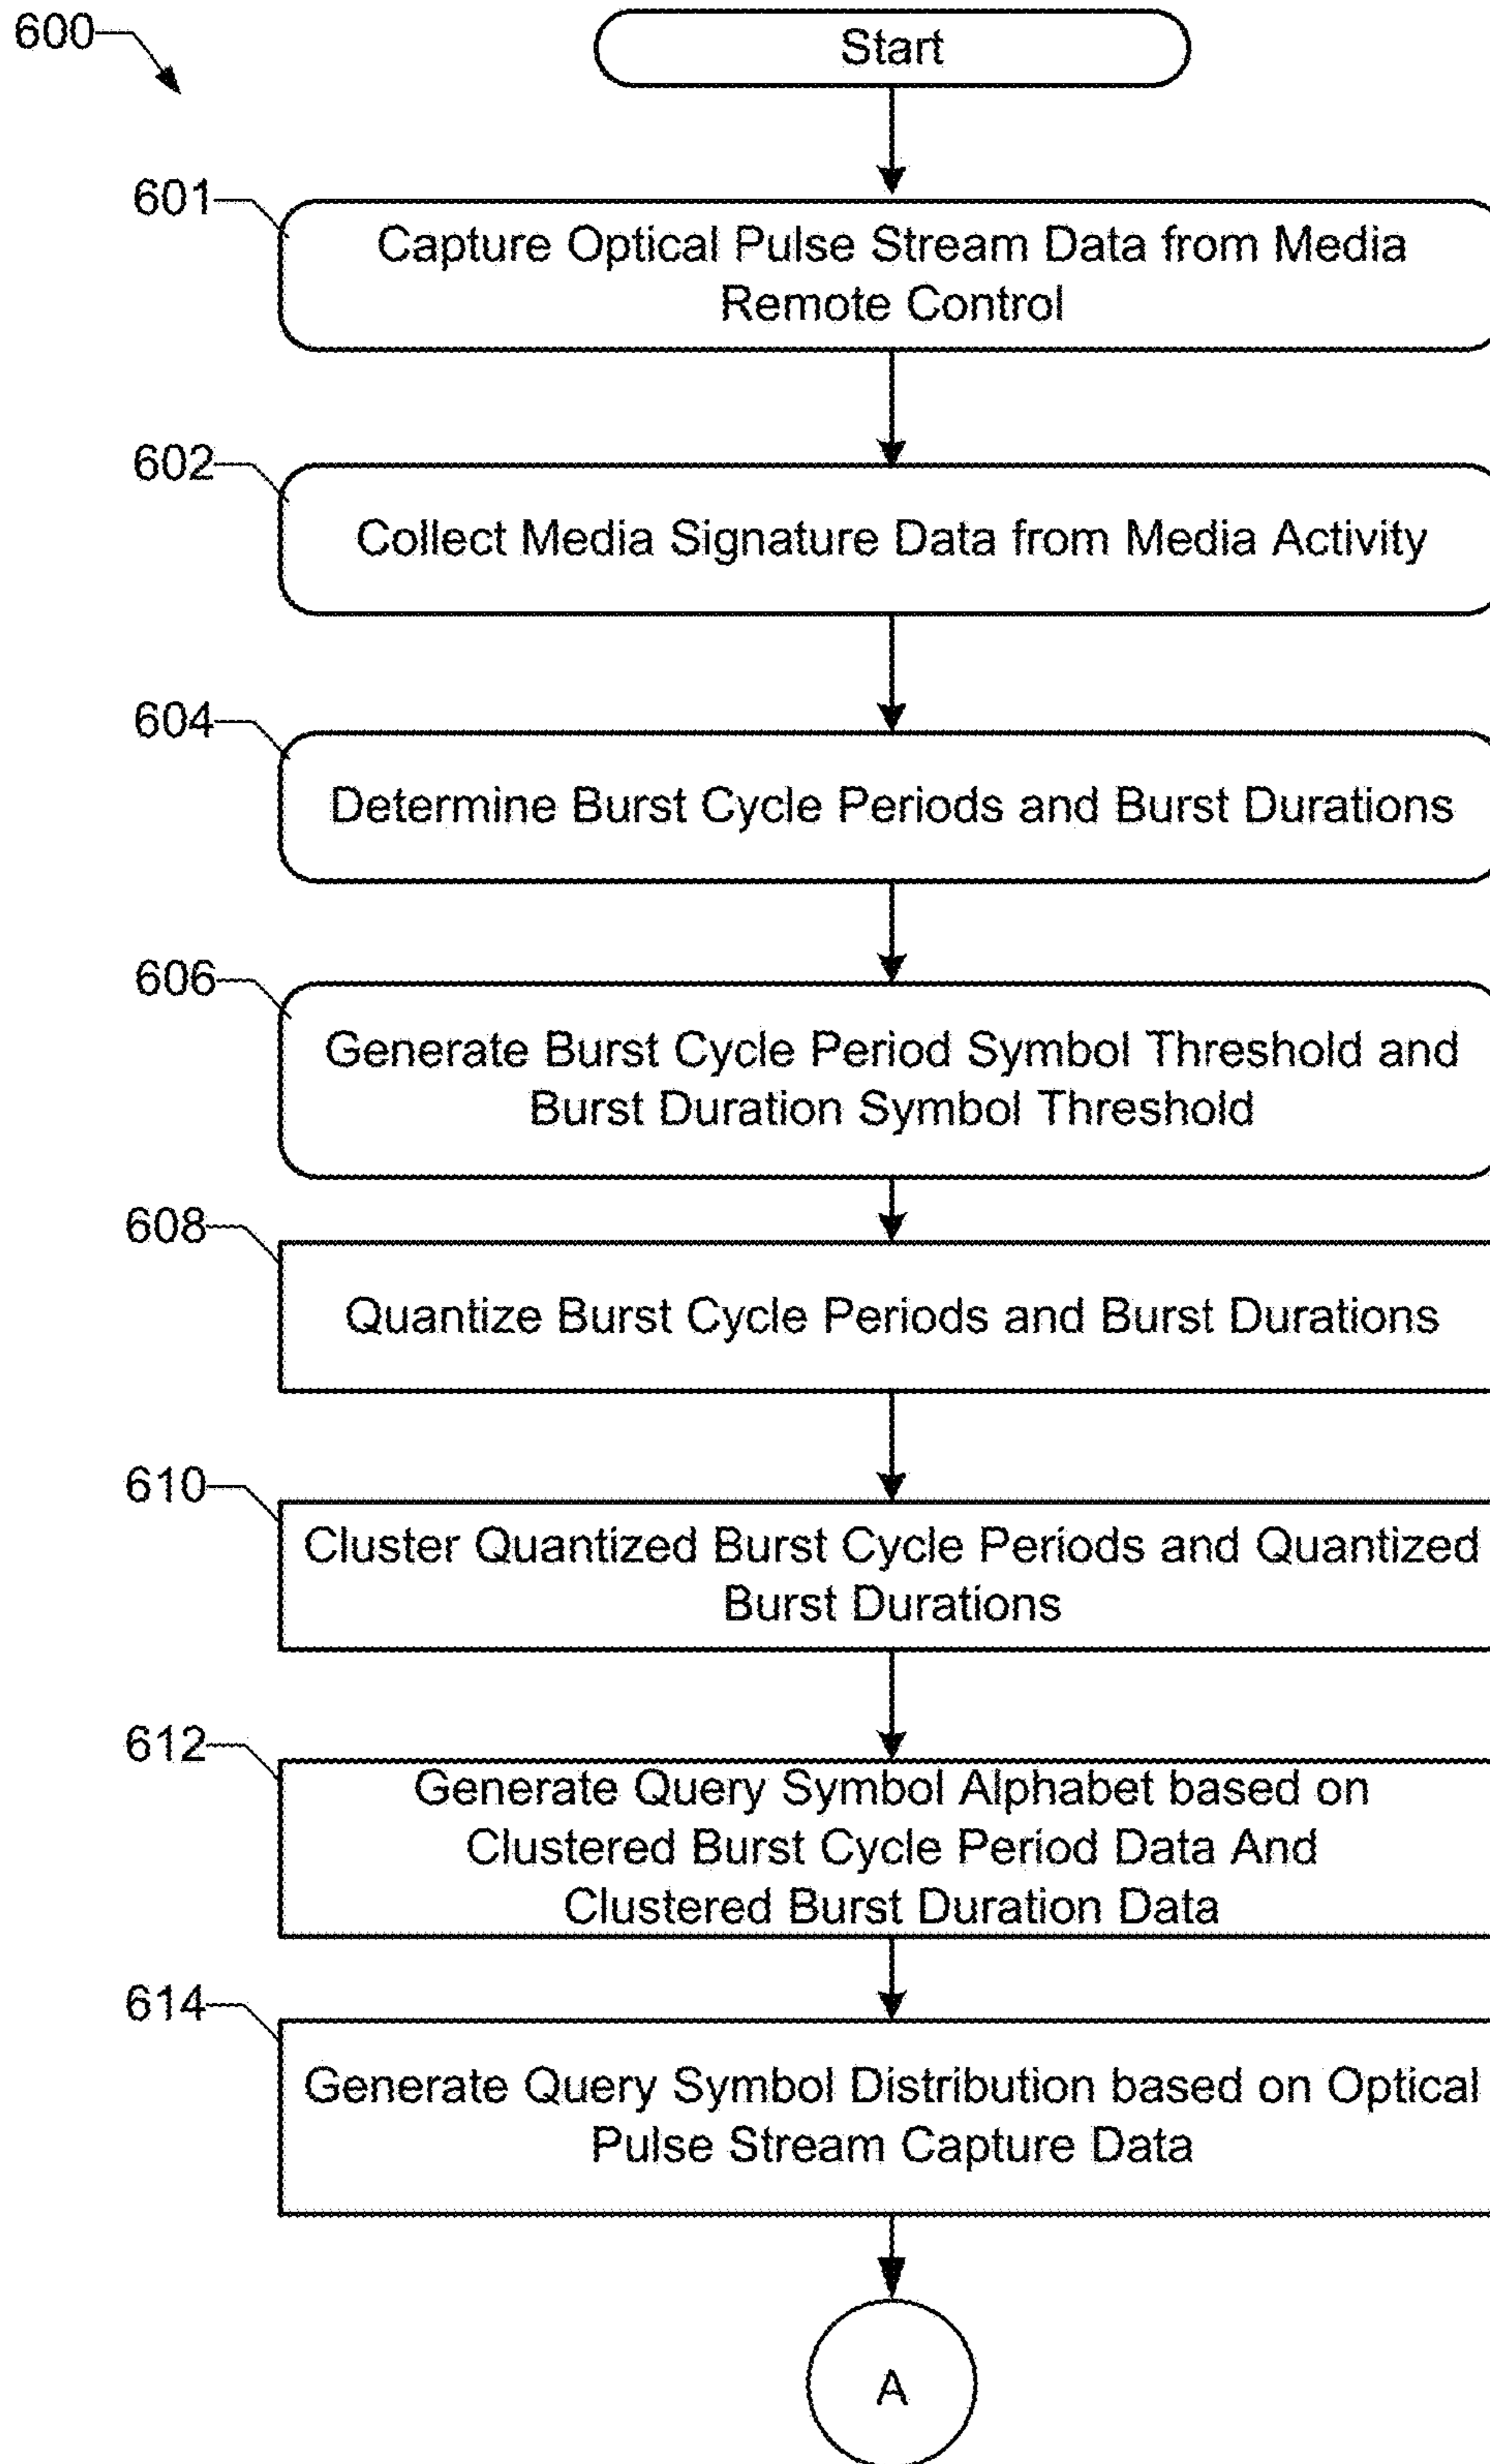 600
Start
601
Capture Optical Pulse Stream Data from Media
Remote Control
602
Collect Media Signature Data from Media Activity
604
Determine Burst Cycle Periods and Burst Durations
606
Generate Burst Cycle Period Symbol Threshold and
Burst Duration Symbol Threshold
608
Quantize Burst Cycle Periods and Burst Durations
610
Cluster Quantized Burst Cycle Periods and Quantized
Burst Durations
612
Generate Query Symbol Alphabet based on
Clustered Burst Cycle Period Data And
Clustered Burst Duration Data
614
Generate Query Symbol Distribution based on Optical
Pulse Stream Capture Data
A